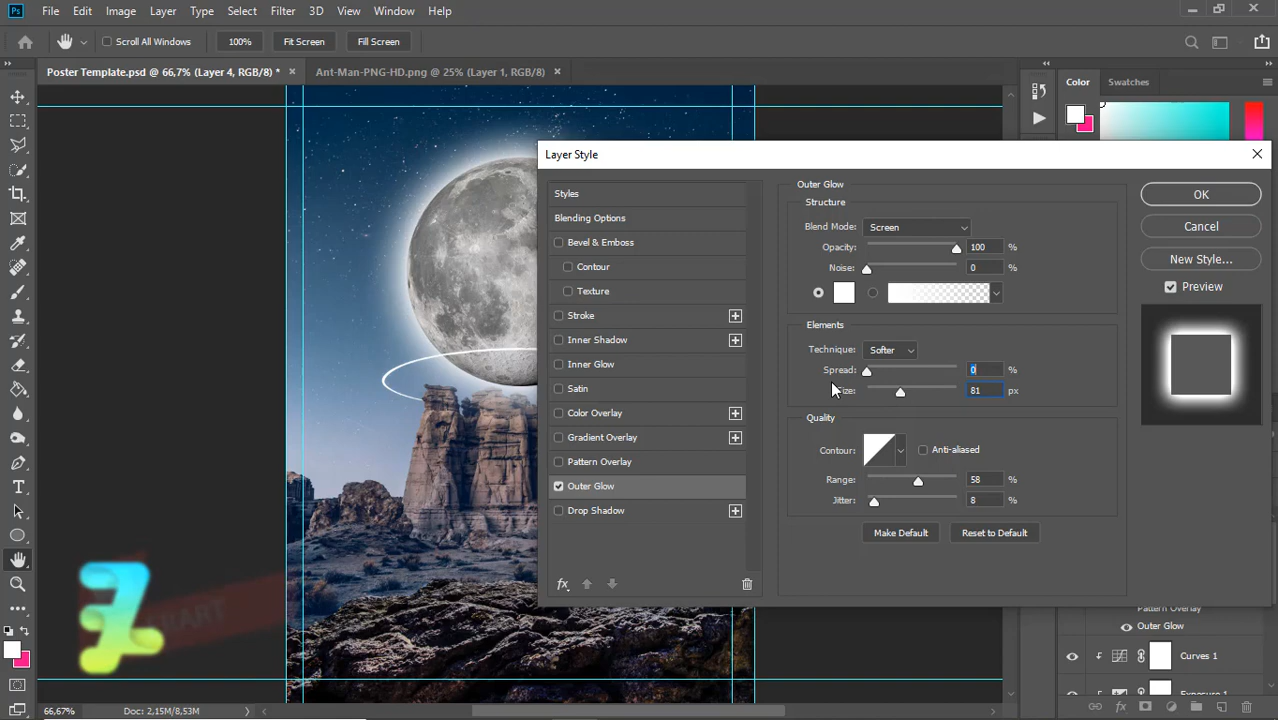 Ps File Edit Image Layer Type Select Filter 3D View Window Help
Scroll All Windows 100% Fit Screen Fill Screen
Poster Template.psd @ 66,7% (Layer 4, RGB/8) * Ant-Man-PNG-HD.png @ 25% (Layer 1, RGB/8)
Color Swatches
Layer Style
Styles
Blending Options
Bevel & Emboss
Contour
Texture
Stroke
Inner Shadow
Inner Glow
Satin
Color Overlay
Gradient Overlay
Pattern Overlay
Outer Glow
Drop Shadow
fx
Outer Glow
Structure
Blend Mode: Screen
Opacity: 100 %
Noise: 0 %
Elements
Technique: Softer
Spread: 0 %
Size: 81 px
Quality
Contour: Anti-aliased
Range: 58 %
Jitter: 8 %
Make Default Reset to Default
OK
Cancel
New Style...
Preview
Outer Glow
Curves 1
66,67% Doc: 2,15M/8,53M